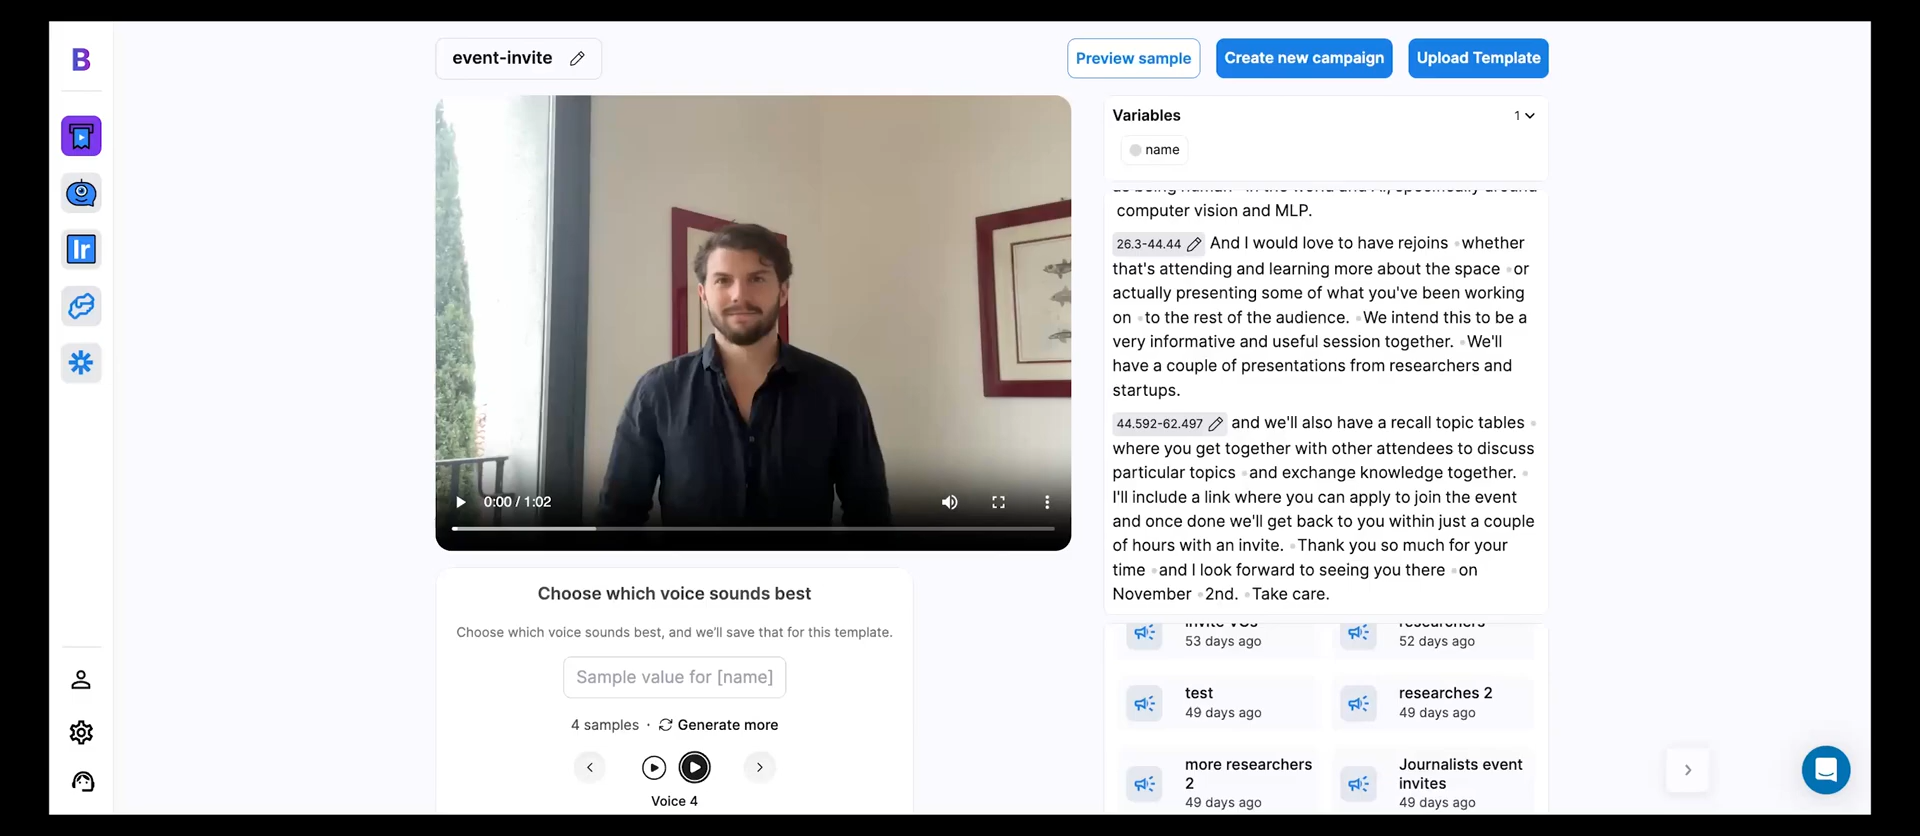 B
event-invite
Preview sample
Create new campaign
Upload Template
Variables
1
name
computer vision and MLP.
26.3-44.44 And I would love to have rejoins whether
that's attending and learning more about the space or
actually presenting some of what you've been working
on to the rest of the audience. We intend this to be a
very informative and useful session together. We'll
have a couple of presentations from researchers and
startups.
44.592-62.497 and we'll also have a recall topic tables
where you get together with other attendees to discuss
particular topics and exchange knowledge together.
I'll include a link where you can apply to join the event
and once done we'll get back to you within just a couple
of hours with an invite. Thank you so much for your
time and I look forward to seeing you there on
November 2nd. Take care.
lr
0:00 / 1:02
Choose which voice sounds best
Choose which voice sounds best, and we'll save that for this template.
Sample value for [name]
4 samples · Generate more
Voice 4
invite VCs
53 days ago
researchers
52 days ago
test
49 days ago
researches 2
49 days ago
more researchers
2
49 days ago
Journalists event
invites
49 days ago